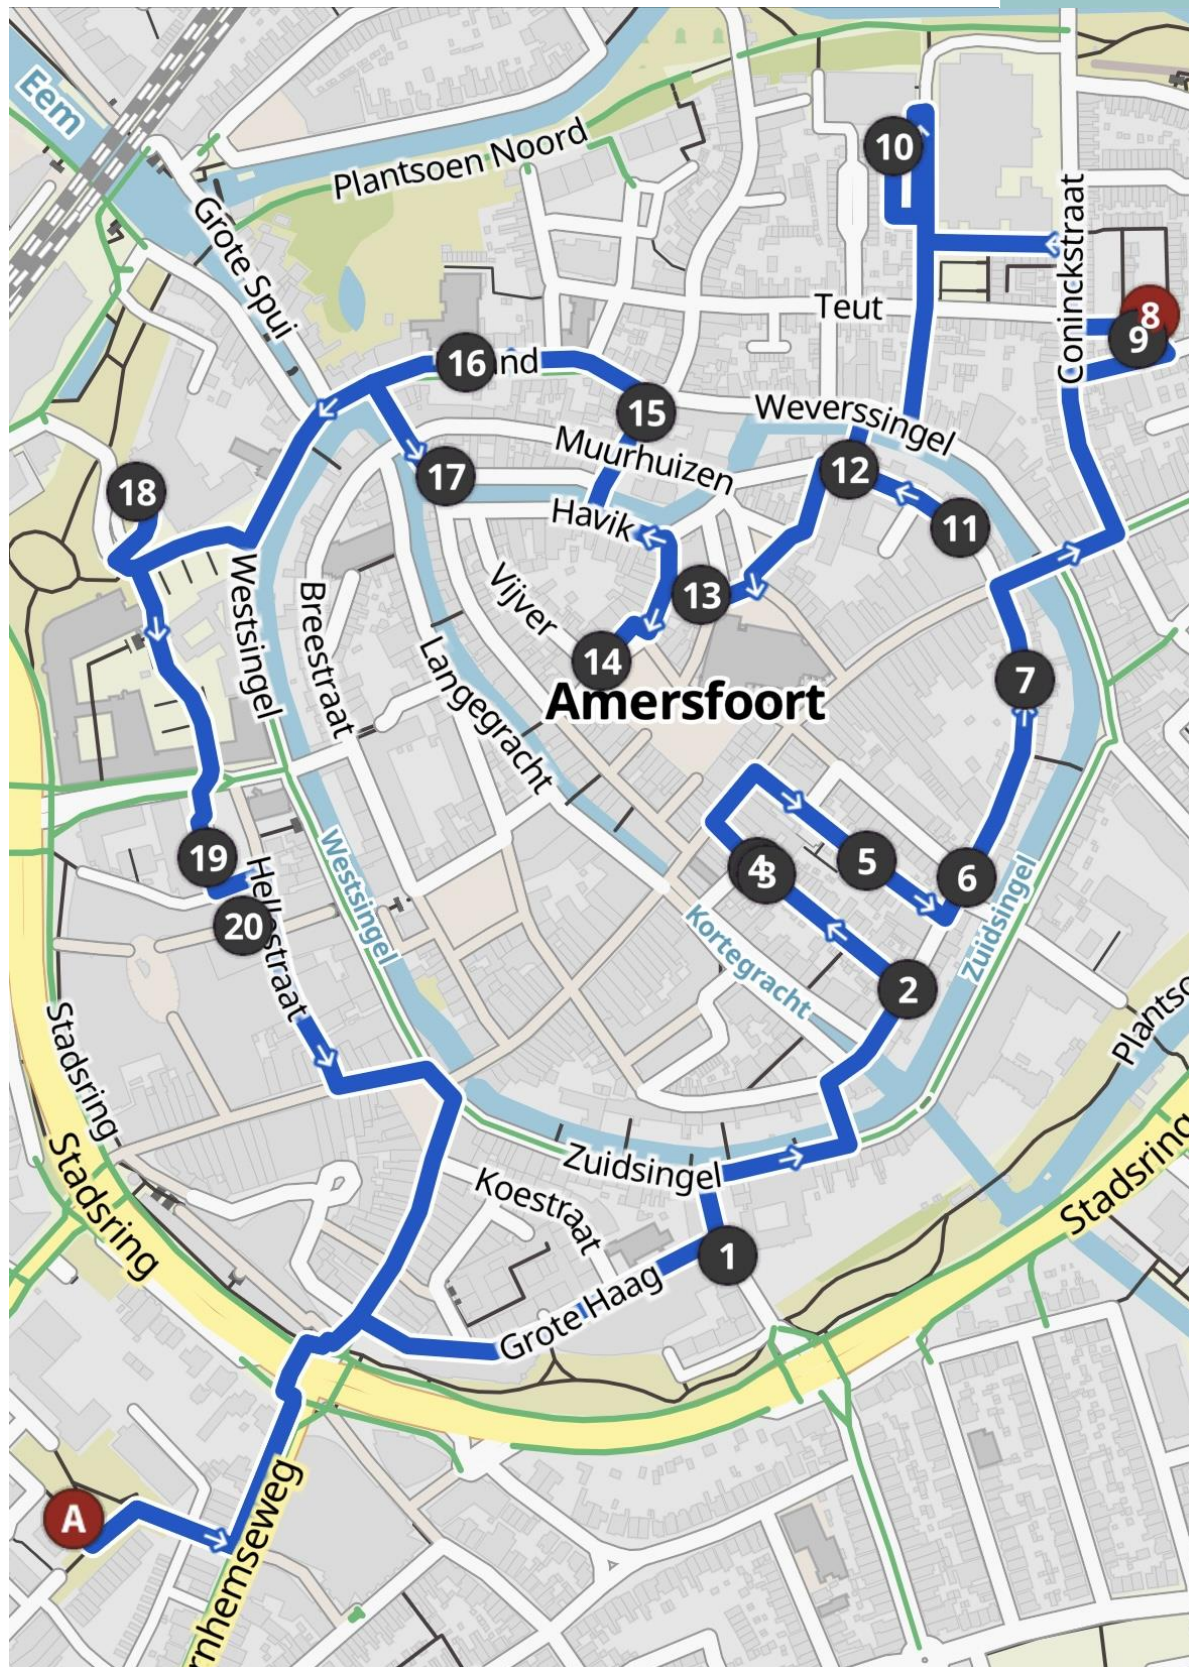 Eem
Plantsoen Noord
10
Grote Spui
Coninckstraat
Teut
8
9
16
nd
15
Weverssingel
Muurhuizen
17
12
18
Havik
11
Westsingel
Breestraat
Vijver
13
14
7
Langegracht
Amersfoort
19
Westsingel
4
3
5
6
Hellestraat
20
Kortegracht
Zuidsingel
2
Stadsring
Plantso
Stadsring
Zuidsingel
Koestraat
Stadsring
1
Grote Haag
A
rnhemseweg